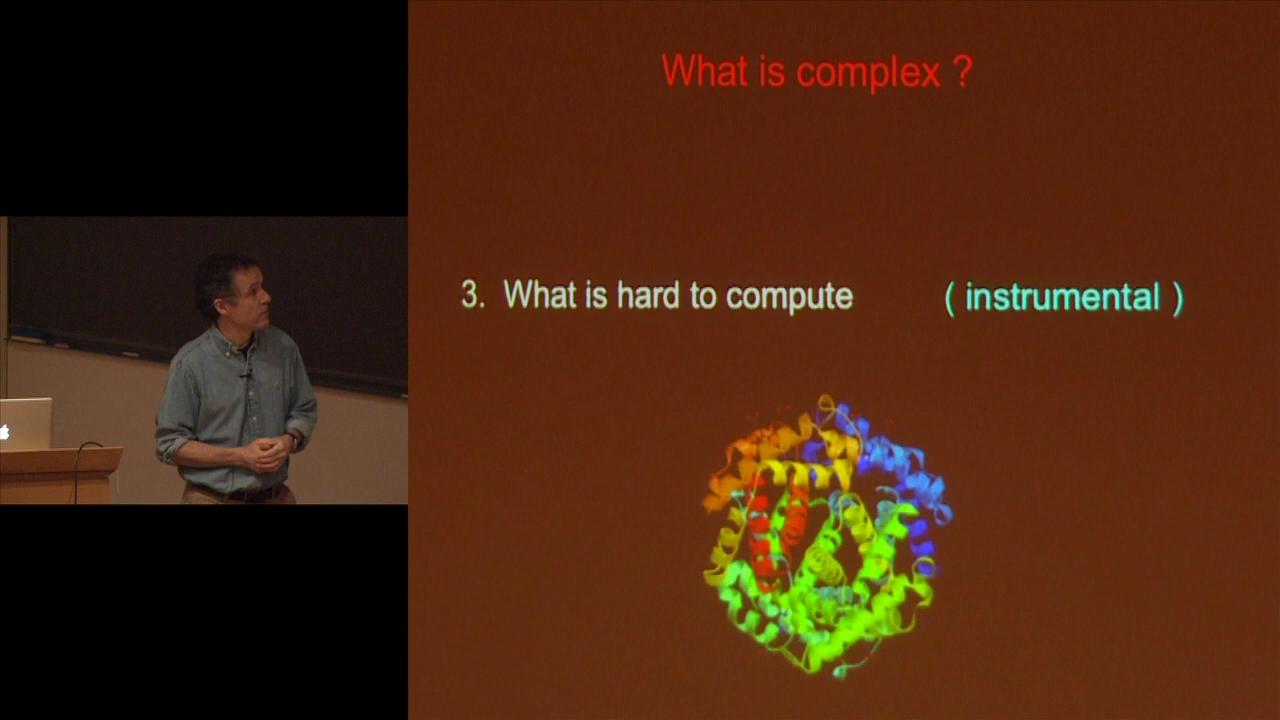 What is complex ?
3. What is hard to compute ( instrumental )